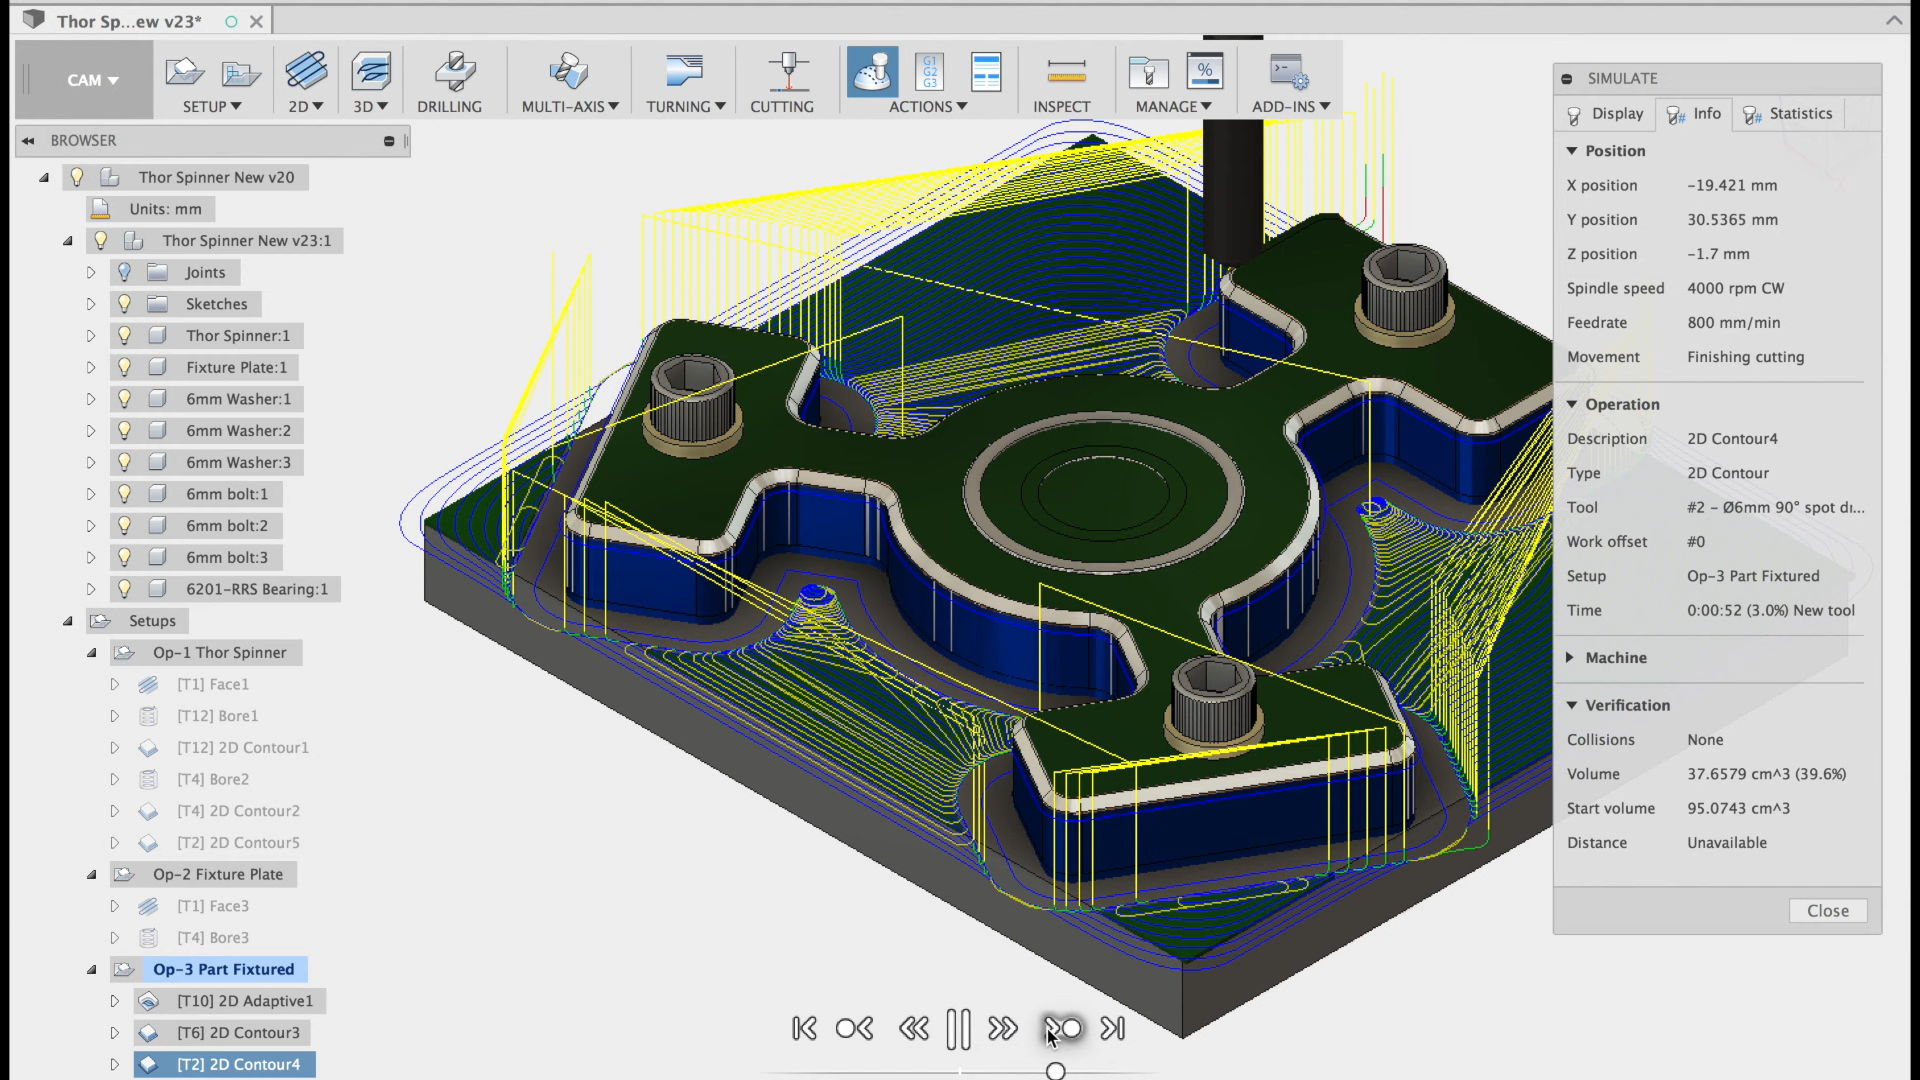 Thor Sp...ew v23*
CAM
SETUP
2D
3D
DRILLING
MULTI-AXIS
TURNING
CUTTING
G1
G2
G3
ACTIONS
INSPECT
%
MANAGE
ADD-INS
BROWSER
Thor Spinner New v20
Units: mm
Thor Spinner New v23:1
Joints
Sketches
Thor Spinner:1
Fixture Plate:1
6mm Washer:1
6mm Washer:2
6mm Washer:3
6mm bolt:1
6mm bolt:2
6mm bolt:3
6201-RRS Bearing:1
Setups
Op-1 Thor Spinner
[T1] Face1
[T12] Bore1
[T12] 2D Contour1
[T4] Bore2
[T4] 2D Contour2
[T2] 2D Contour5
Op-2 Fixture Plate
[T1] Face3
[T4] Bore3
Op-3 Part Fixtured
[T10] 2D Adaptive1
[T6] 2D Contour3
[T2] 2D Contour4
SIMULATE
Display Info Statistics
Position
X position -19.421 mm
Y position 30.5365 mm
Z position -1.7 mm
Spindle speed 4000 rpm CW
Feedrate 800 mm/min
Movement Finishing cutting
Operation
Description 2D Contour4
Type 2D Contour
Tool #2 - Ø6mm 90° spot dı...
Work offset #0
Setup Op-3 Part Fixtured
Time 0:00:52 (3.0%) New tool
Machine
Verification
Collisions None
Volume 37.6579 cm^3 (39.6%)
Start volume 95.0743 cm^3
Distance Unavailable
Close